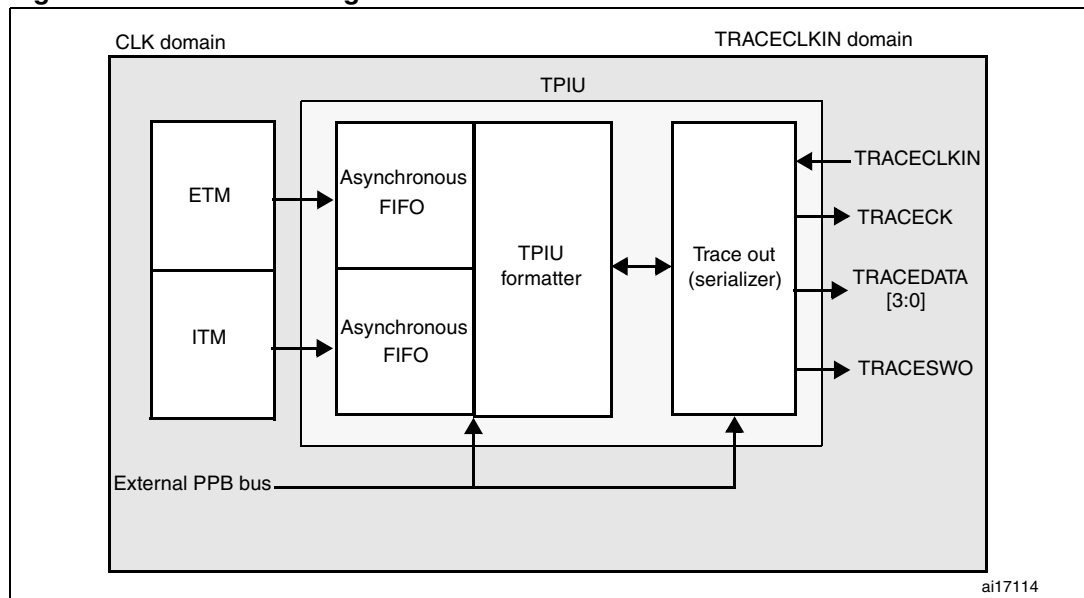 CLK domain
TRACECLKIN domain
TPIU
ETM
ITM
Asynchronous
FIFO
Asynchronous
FIFO
TPIU
formatter
Trace out
(serializer)
TRACECLKIN
TRACECK
TRACEDATA
[3:0]
TRACESWO
External PPB bus
ai17114